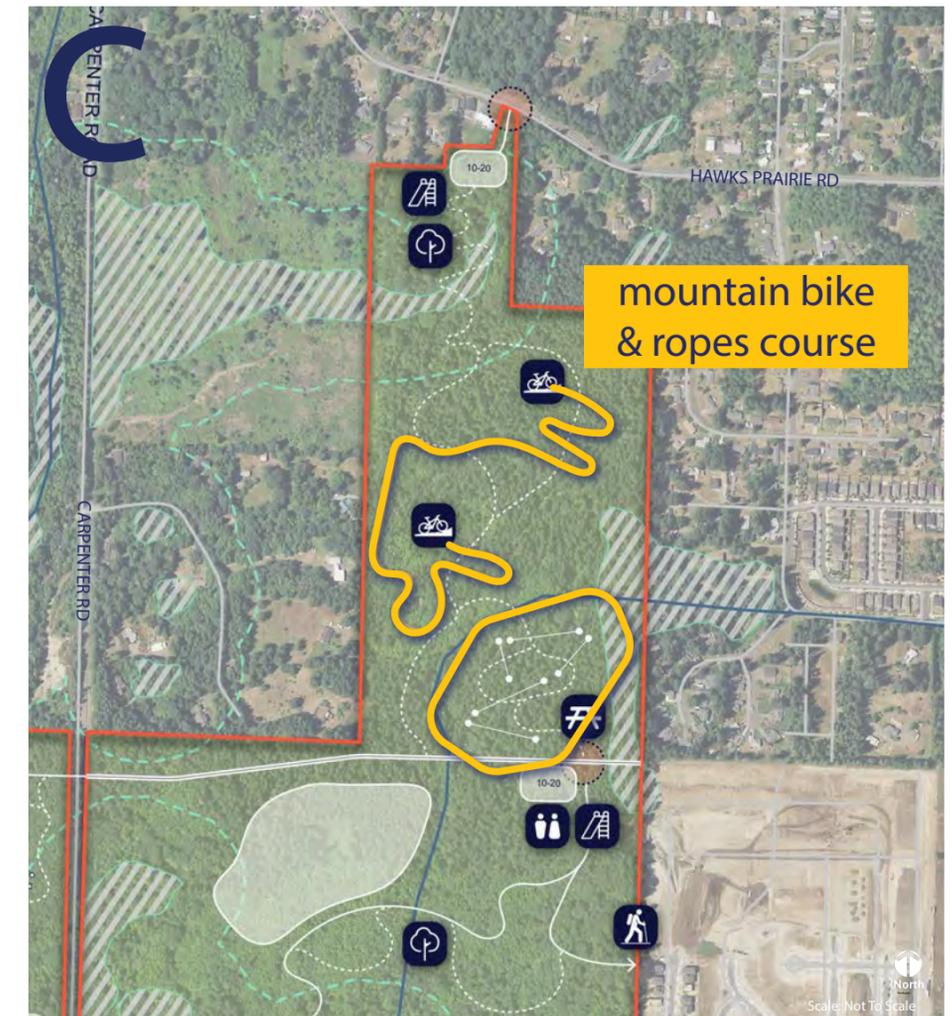 C
CARPENTER ROAD
10-20
HAWKS PRAIRIE RD
mountain bike
& ropes course
CARPENTER RD
10-20
North
Scale: Not To Scale